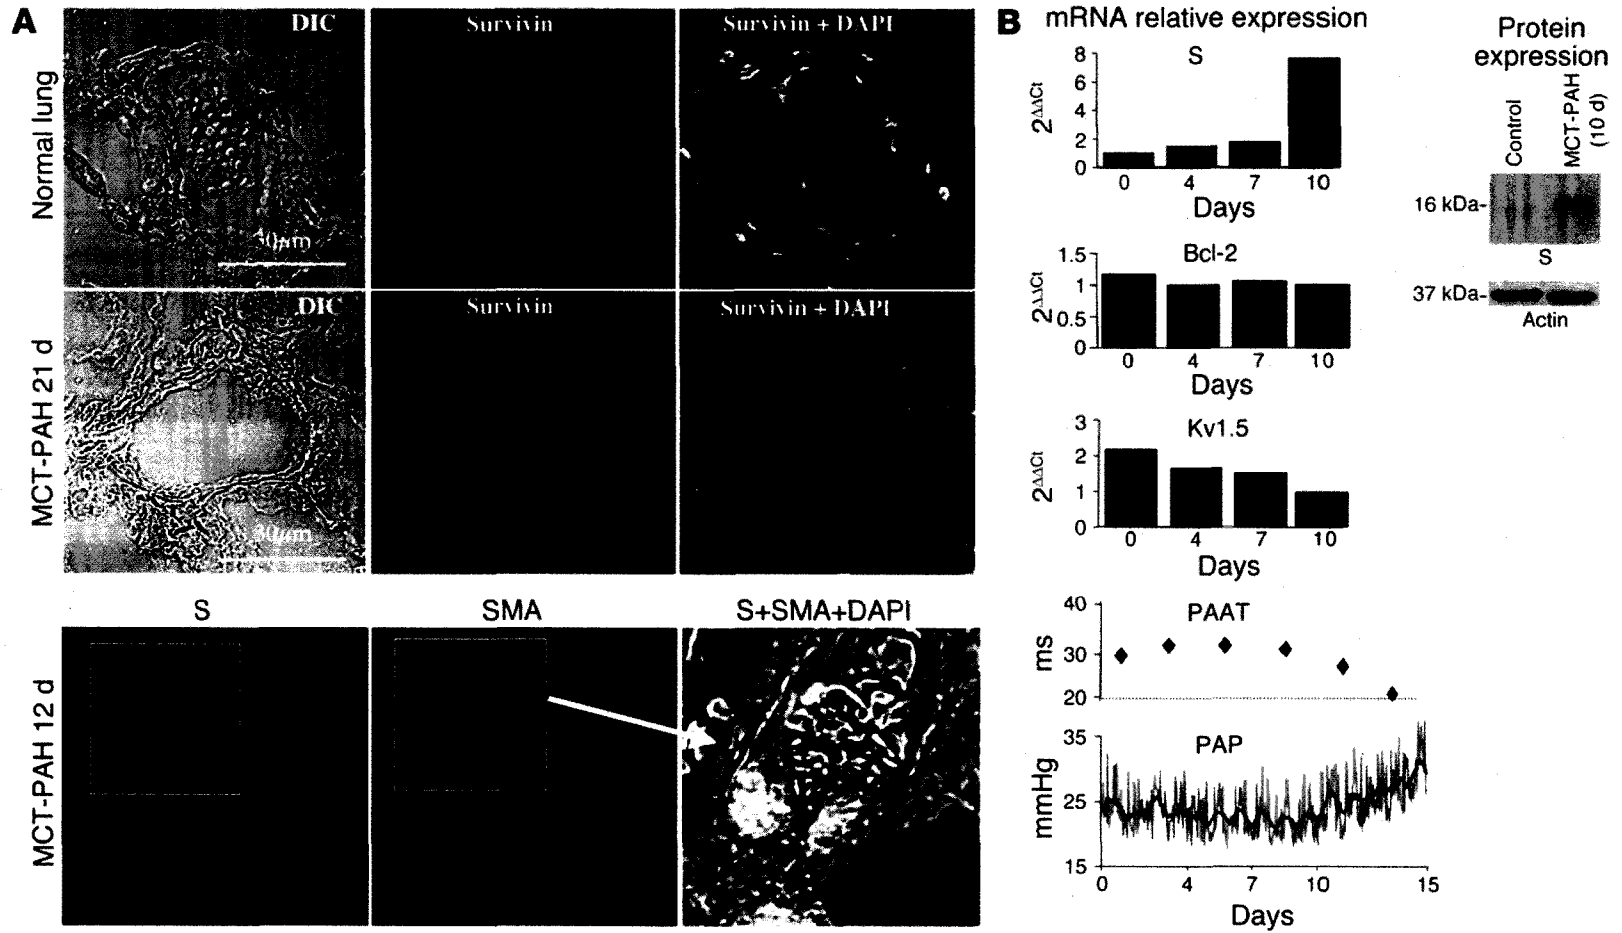 A
DIC
Survivin
Survivin + DAPI
Normal lung
50μm
DIC
Survivin
Survivin + DAPI
MCT-PAH 21 d
50μm
S
SMA
S+SMA+DAPI
MCT-PAH 12 d
B
mRNA relative expression
S
2ΔΔCt
8
6
4
2
0
0 4 7 10
Days
Bcl-2
2ΔΔCt
1.5
1
0.5
0
0 4 7 10
Days
Kv1.5
2ΔΔCt
3
2
1
0
0 4 7 10
Days
PAAT
ms
40
30
20
PAP
mmHg
35
25
15
0 4 7 10 15
Days
Protein
expression
Control
MCT-PAH
(10 d)
16 kDa-
S
37 kDa-
Actin